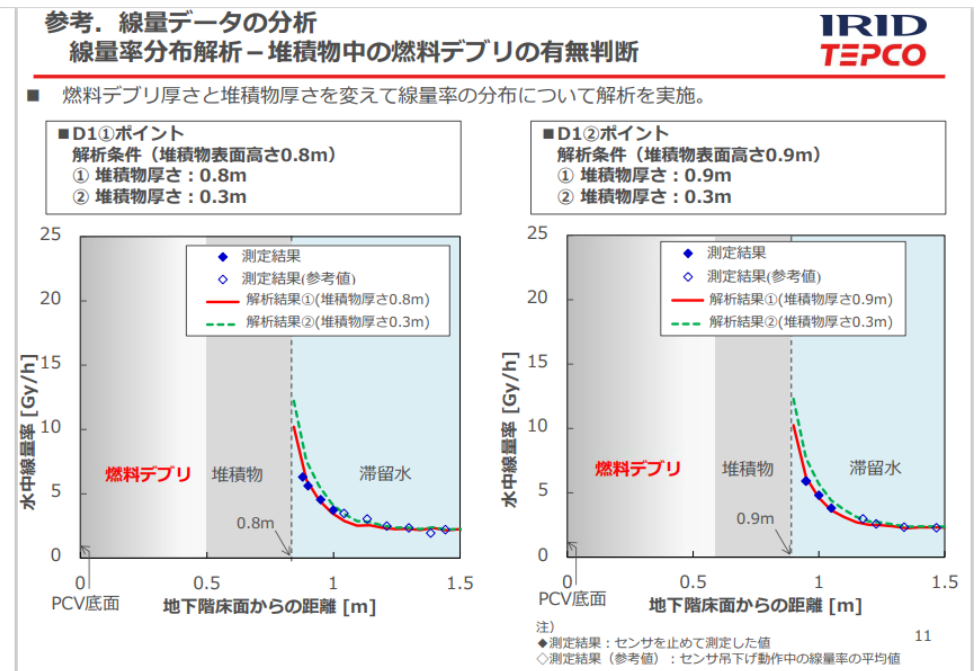 参考．線量データの分析
線量率分布解析－堆積物中の燃料デブリの有無判断
IRID
TEPCO
■ 燃料デブリ厚さと堆積物厚さを変えて線量率の分布について解析を実施。
■D1①ポイント
解析条件（堆積物表面高さ0.8m）
① 堆積物厚さ：0.8m
② 堆積物厚さ：0.3m
■D1②ポイント
解析条件（堆積物表面高さ0.9m）
① 堆積物厚さ：0.9m
② 堆積物厚さ：0.3m
水中線量率 [Gy/h]
25
20
15
10
5
0
測定結果
測定結果(参考値)
解析結果①(堆積物厚さ0.8m)
解析結果②(堆積物厚さ0.3m)
燃料デブリ
堆積物
滞留水
0.8m
0
0.5
1
1.5
PCV底面
地下階床面からの距離 [m]
水中線量率 [Gy/h]
25
20
15
10
5
0
測定結果
測定結果(参考値)
解析結果①(堆積物厚さ0.9m)
解析結果②(堆積物厚さ0.3m)
燃料デブリ
堆積物
滞留水
0.9m
0
0.5
1
1.5
PCV底面
地下階床面からの距離 [m]
注）
◆測定結果：センサを止めて測定した値
◇測定結果（参考値）：センサ吊下げ動作中の線量率の平均値
11